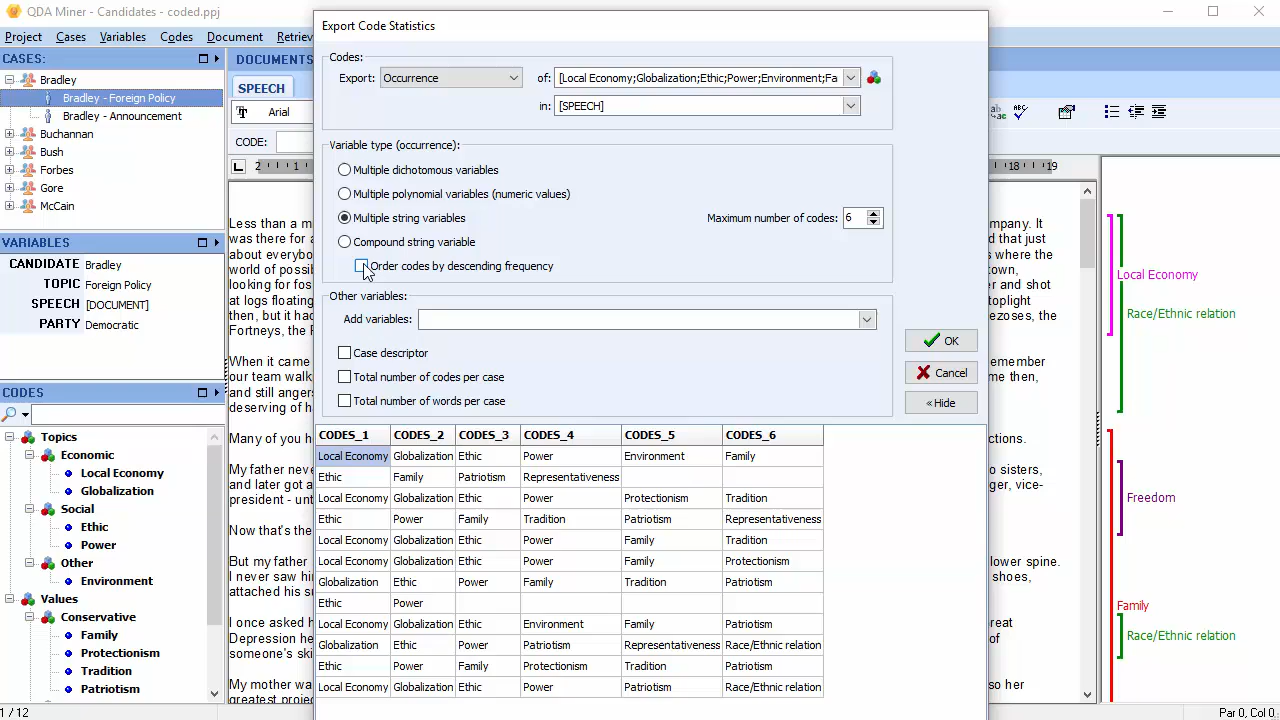 QDA Miner - Candidates - coded.ppj
Project Cases Variables Codes Document Retriev
Export Code Statistics
CASES:
Bradley
Bradley - Foreign Policy
Bradley - Announcement
Buchannan
Bush
Forbes
Gore
McCain
VARIABLES
CANDIDATE Bradley
TOPIC Foreign Policy
SPEECH [DOCUMENT]
PARTY Democratic
CODES
Topics
Economic
Local Economy
Globalization
Social
Ethic
Power
Other
Environment
Values
Conservative
Family
Protectionism
Tradition
Patriotism
1 / 12
DOCUMENTS
SPEECH
Arial
CODE:
2 1
Less than a m
was there for a
about everybo
world of possi
looking for fos
at logs floating
then, but it had
Fortneys, the F
When it came
our team walk
and still angers
deserving of h
Many of you h
My father neve
and later got a
president - unt
Now that's the
But my father
I never saw hi
attached his s
I once asked h
Depression he
someone's ski
My mother wa
greatest proje
Codes:
Export: Occurrence of: [Local Economy;Globalization;Ethic;Power;Environment;Fa
in: [SPEECH]
Variable type (occurrence):
Multiple dichotomous variables
Multiple polynomial variables (numeric values)
Multiple string variables Maximum number of codes: 6
Compound string variable
Order codes by descending frequency
Other variables:
Add variables:
Case descriptor
Total number of codes per case
Total number of words per case
OK
Cancel
«Hide
CODES_1 CODES_2 CODES_3 CODES_4 CODES_5 CODES_6
Local Economy Globalization Ethic Power Environment Family
Ethic Family Patriotism Representativeness
Local Economy Globalization Ethic Power Protectionism Tradition
Ethic Power Family Tradition Patriotism Representativeness
Local Economy Globalization Ethic Power Family Tradition
Local Economy Globalization Ethic Power Family Protectionism
Globalization Ethic Power Family Tradition Patriotism
Ethic Power
Local Economy Globalization Ethic Environment Family Patriotism
Globalization Ethic Power Patriotism Representativeness Race/Ethnic relation
Ethic Power Family Protectionism Tradition Patriotism
Local Economy Globalization Ethic Power Patriotism Race/Ethnic relation
18 19
mpany. It
d that just
s where the
town,
er and shot
toplight
ezoses, the
emember
me then,
ctions.
o sisters,
ger, vice-
lower spine.
shoes,
reat
of
so her
Local Economy
Race/Ethnic relation
Freedom
Family
Race/Ethnic relation
Par 0, Col 0